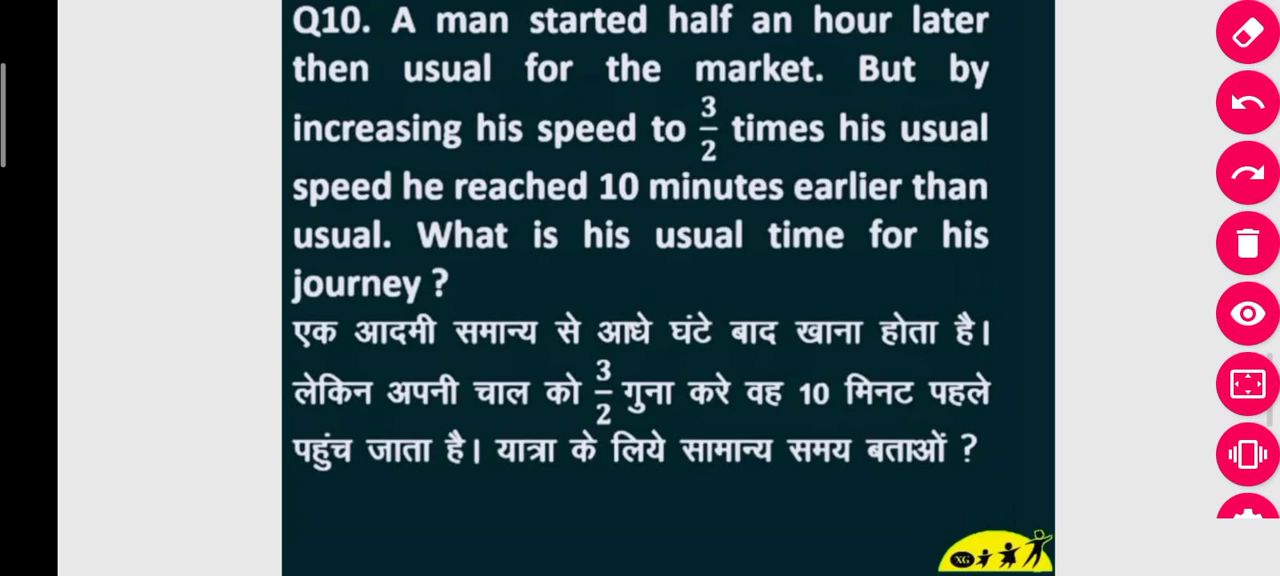 Q10. A man started half an hour later
then usual for the market. But by
increasing his speed to 3/2 times his usual
speed he reached 10 minutes earlier than
usual. What is his usual time for his
journey ?
एक आदमी समान्य से आधे घंटे बाद खाना होता है।
लेकिन अपनी चाल को 3/2 गुना करे वह 10 मिनट पहले
पहुंच जाता है। यात्रा के लिये सामान्य समय बताओं ?
XG